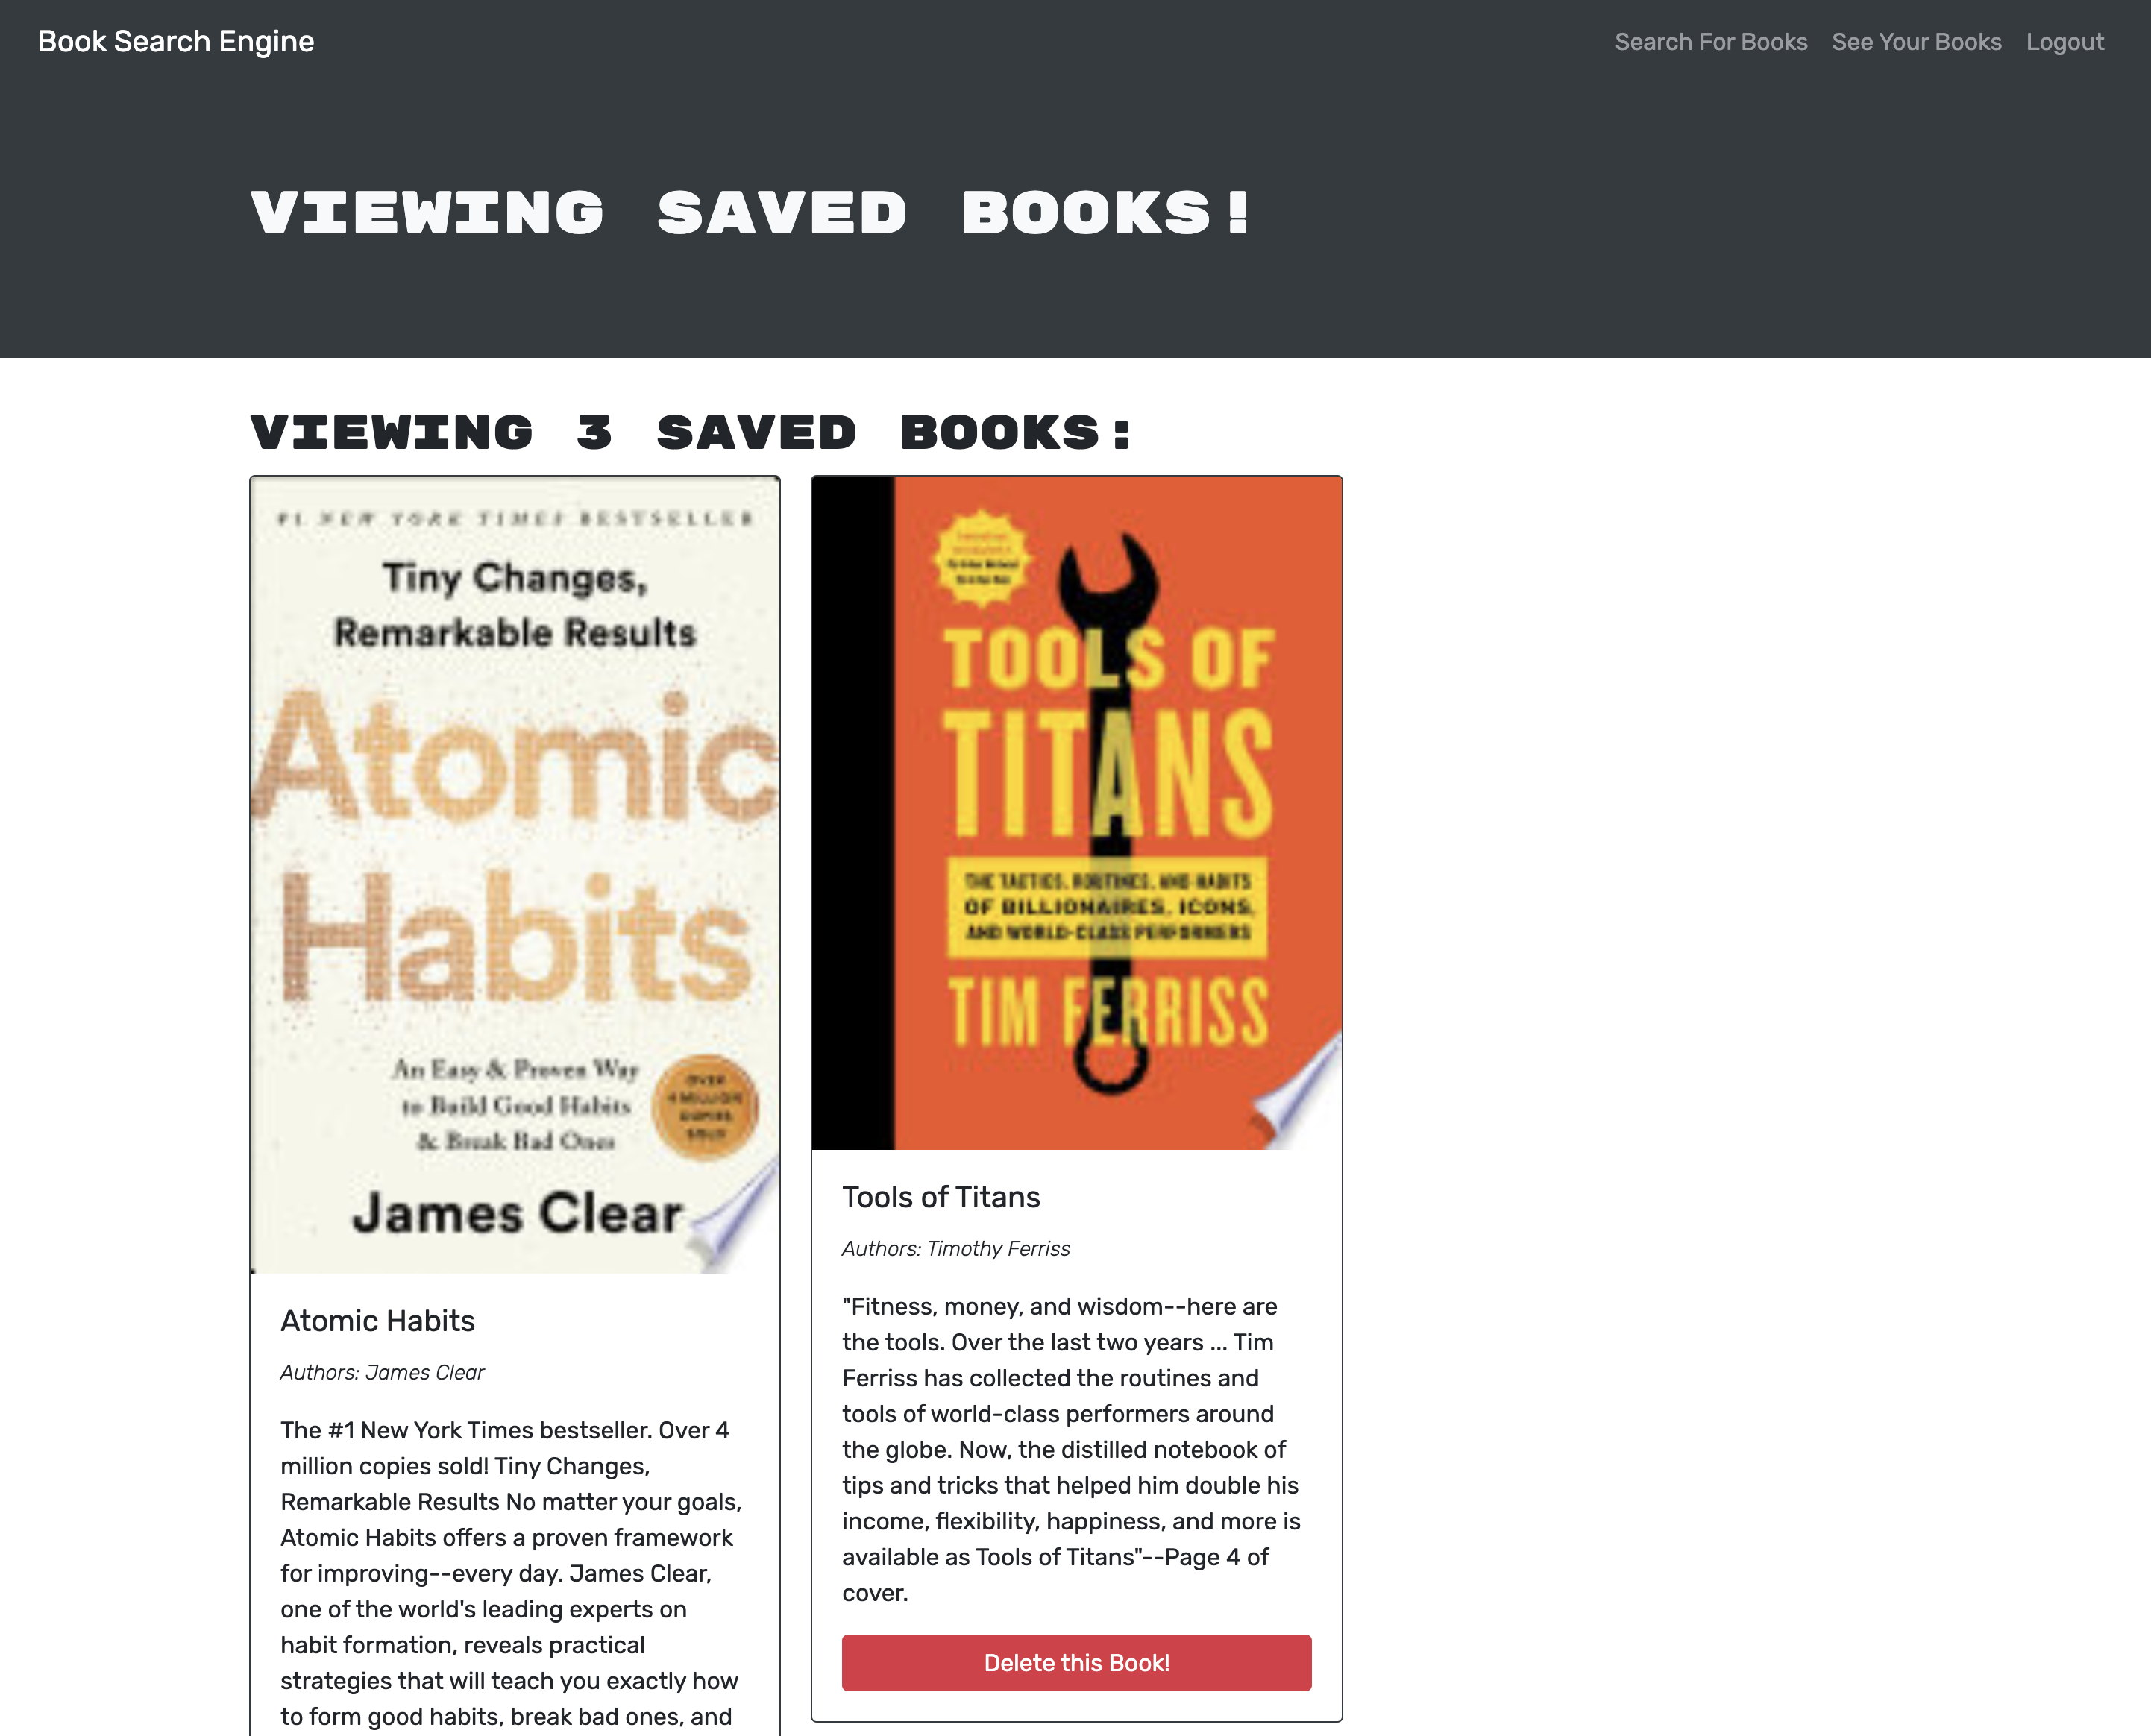 Book Search Engine
Search For Books See Your Books Logout
VIEWING SAVED BOOKS!
VIEWING 3 SAVED BOOKS:
#1 NEW YORK TIMES BESTSELLER
Tiny Changes,
Remarkable Results
Atomic
Habits
An Easy & Proven Way
to Build Good Habits
& Break Bad Ones
OVER
4 MILLION
COPIES
SOLD
James Clear
Atomic Habits
Authors: James Clear
The #1 New York Times bestseller. Over 4
million copies sold! Tiny Changes,
Remarkable Results No matter your goals,
Atomic Habits offers a proven framework
for improving--every day. James Clear,
one of the world's leading experts on
habit formation, reveals practical
strategies that will teach you exactly how
to form good habits, break bad ones, and
TOOLS OF
TITANS
THE TACTICS, ROUTINES, AND HABITS
OF BILLIONAIRES, ICONS,
AND WORLD-CLASS PERFORMERS
TIM FERRISS
Tools of Titans
Authors: Timothy Ferriss
"Fitness, money, and wisdom--here are
the tools. Over the last two years ... Tim
Ferriss has collected the routines and
tools of world-class performers around
the globe. Now, the distilled notebook of
tips and tricks that helped him double his
income, flexibility, happiness, and more is
available as Tools of Titans"--Page 4 of
cover.
Delete this Book!